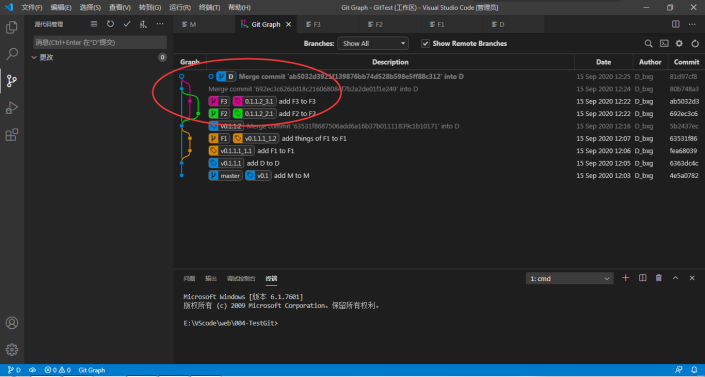 文件(F) 编辑(E) 选择(S) 查看(V) 转到(G) 运行(R) 终端(T) 帮助(H) Git Graph - GitTest (工作区) - Visual Studio Code [管理员]
源代码管理 M Git Graph F3 F2 F1 D
消息(Ctrl+Enter 在"D"提交)
更改 0
Branches: Show All Show Remote Branches
Graph Description Date Author Commit
D Merge commit 'ab5032d3921f139876bb74d528b598e5ff88c312' into D 15 Sep 2020 12:25 D_bxg 81d97cf8
Merge commit '692ec3c626dd18c2160680847b2a2de01f1e249' into D 15 Sep 2020 12:24 D_bxg 80b748a3
F3 0.1.1.2_3.1 add F3 to F3 15 Sep 2020 12:22 D_bxg ab5032d3
F2 0.1.1.2_2.1 add F2 to F2 15 Sep 2020 12:22 D_bxg 692ec3c6
v0.1.1.2 Merge commit '63531f8687506add6a16b37b01111839c1b10171' into D 15 Sep 2020 12:16 D_bxg 5b2437ec
F1 v0.1.1.1_1.2 add things of F1 to F1 15 Sep 2020 12:07 D_bxg 63531f86
v0.1.1.1_1.1 add F1 to F1 15 Sep 2020 12:06 D_bxg fea68039
v0.1.1.1 add D to D 15 Sep 2020 12:05 D_bxg 6363dc4c
master v0.1 add M to M 15 Sep 2020 12:03 D_bxg 4e5a0782
问题 输出 调试控制台 终端 1: cmd
Microsoft Windows [版本 6.1.7601]
版权所有 (c) 2009 Microsoft Corporation。保留所有权利。
E:\VScode\web\004-TestGit>
D 0 0 Git Graph